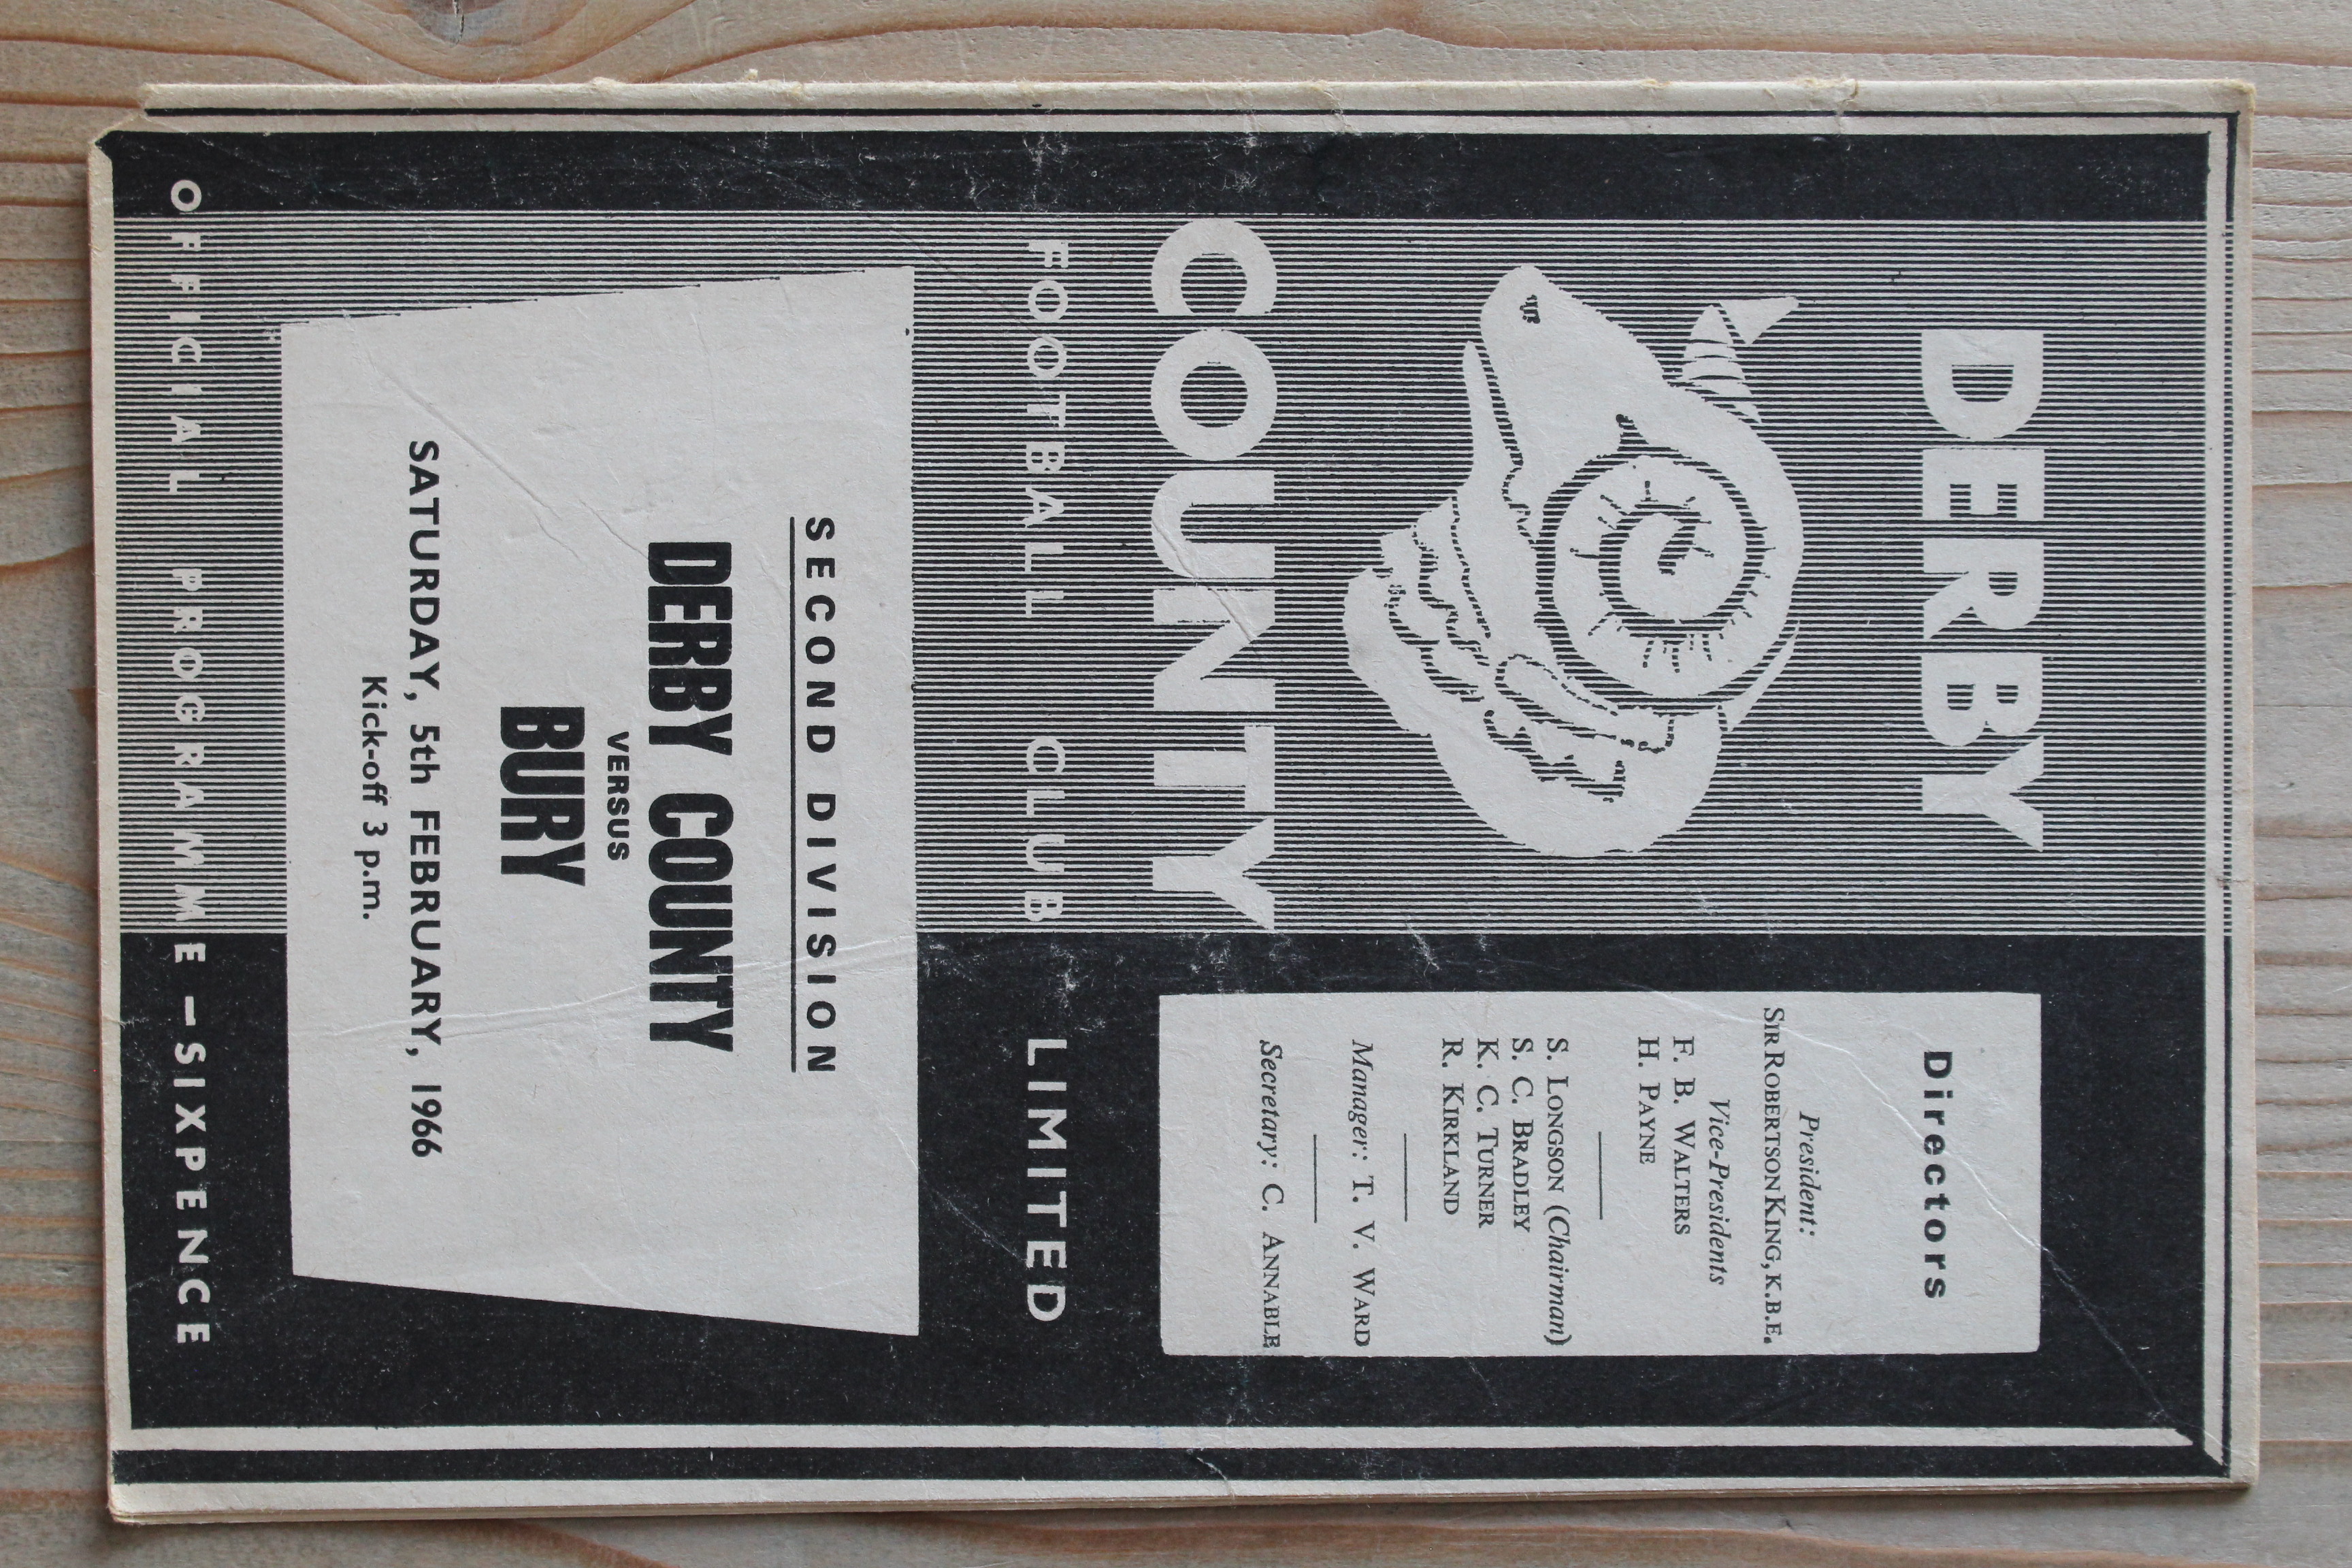 DERBY
COUNTY
FOOTBALL CLUB LIMITED
Directors
President:
SIR ROBERTSON KING, K.B.E.
Vice-Presidents
F. B. WALTERS
H. PAYNE
S. LONGSON (Chairman)
S. C. BRADLEY
K. C. TURNER
R. KIRKLAND
Manager: T. V. WARD
Secretary: C. ANNABLE
SECOND DIVISION
DERBY COUNTY
VERSUS
BURY
SATURDAY, 5th FEBRUARY, 1966
Kick-off 3 p.m.
OFFICIAL PROGRAMME — SIXPENCE